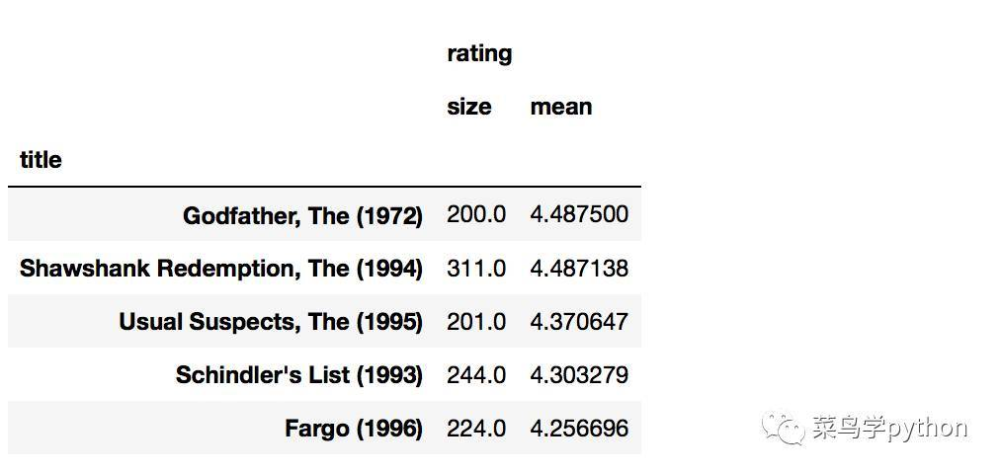 rating
size mean
title
Godfather, The (1972) 200.0 4.487500
Shawshank Redemption, The (1994) 311.0 4.487138
Usual Suspects, The (1995) 201.0 4.370647
Schindler's List (1993) 244.0 4.303279
Fargo (1996) 224.0 4.256696
菜鸟学python